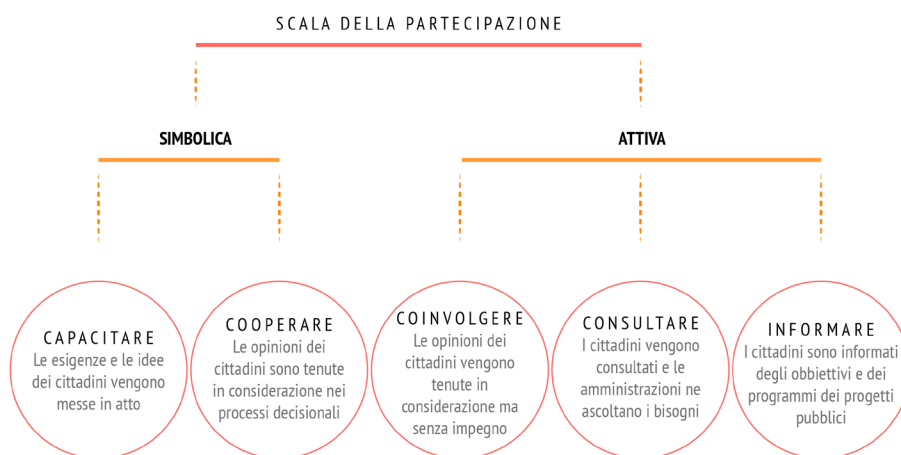 SCALA DELLA PARTECIPAZIONE
SIMBOLICA
ATTIVA
CAPACITARE
Le esigenze e le idee
dei cittadini vengono
messe in atto
COOPERARE
Le opinioni dei
cittadini sono tenute
in considerazione nei
processi decisionali
COINVOLGERE
Le opinioni dei
cittadini vengono
tenute in
considerazione ma
senza impegno
CONSULTARE
I cittadini vengono
consultati e le
amministrazioni ne
ascoltano i bisogni
INFORMARE
I cittadini sono informati
degli obbiettivi e dei
programmi dei progetti
pubblici